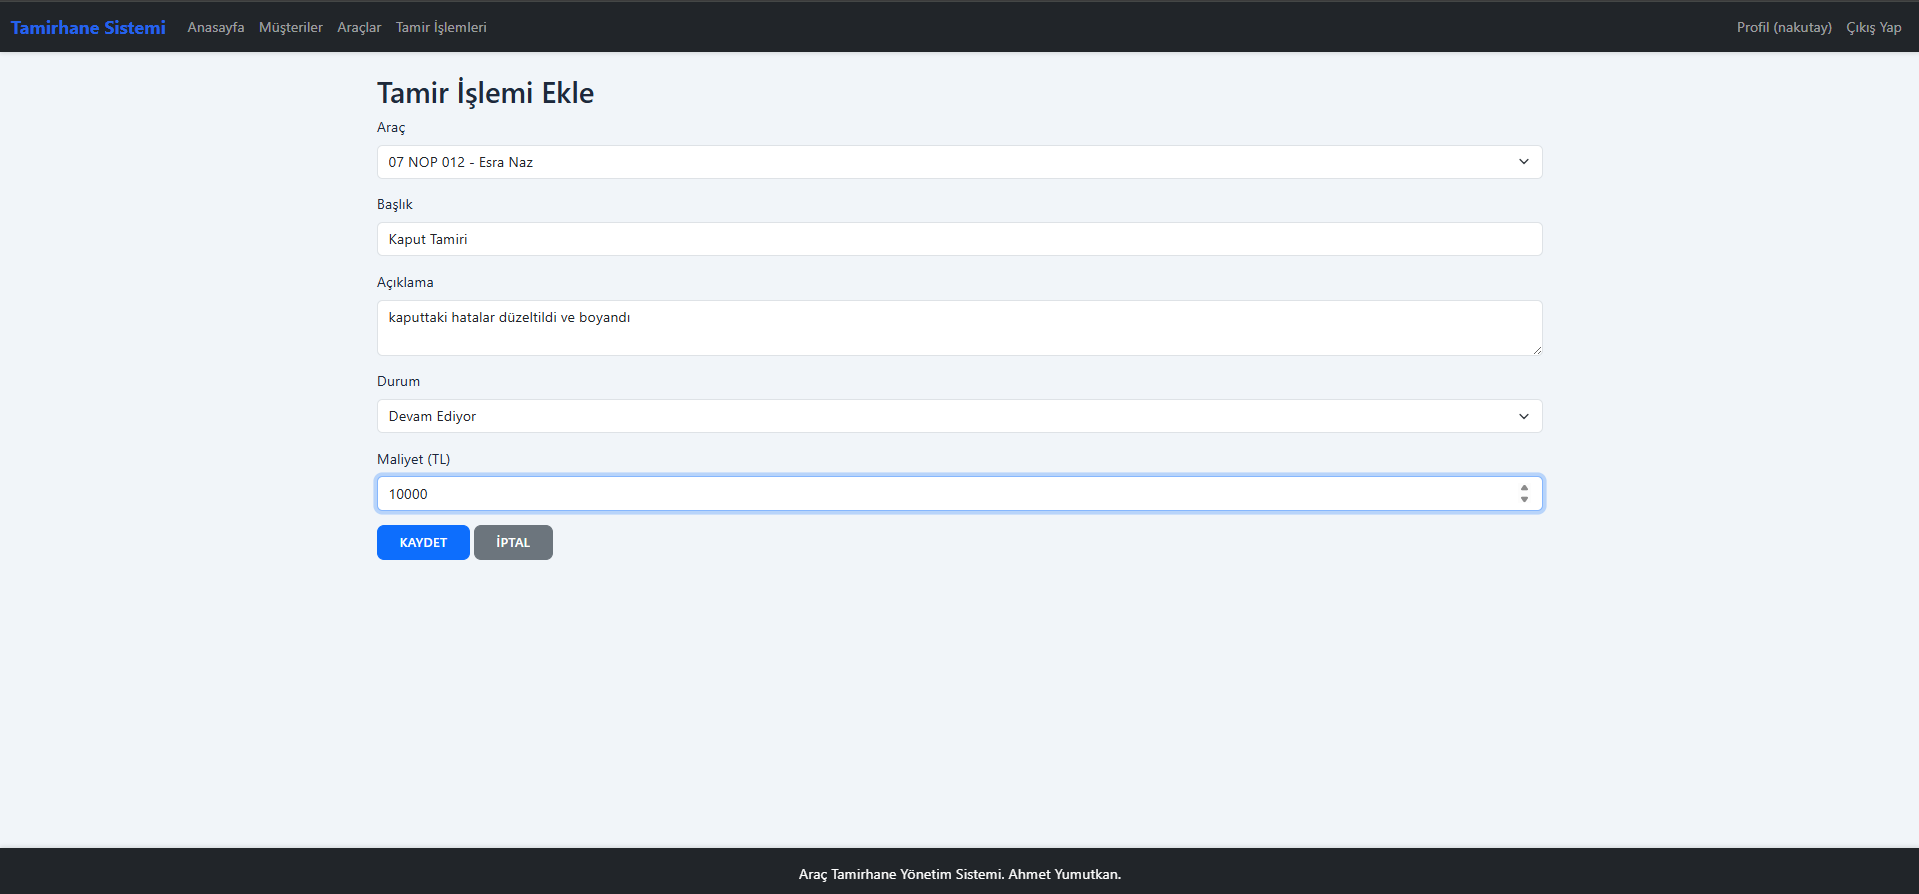 Tamirhane Sistemi Anasayfa Müşteriler Araçlar Tamir İşlemleri Profil (nakutay) Çıkış Yap
Tamir İşlemi Ekle
Araç
07 NOP 012 - Esra Naz
Başlık
Kaput Tamiri
Açıklama
kaputtaki hatalar düzeltildi ve boyandı
Durum
Devam Ediyor
Maliyet (TL)
10000
KAYDET İPTAL
Araç Tamirhane Yönetim Sistemi. Ahmet Yumutkan.